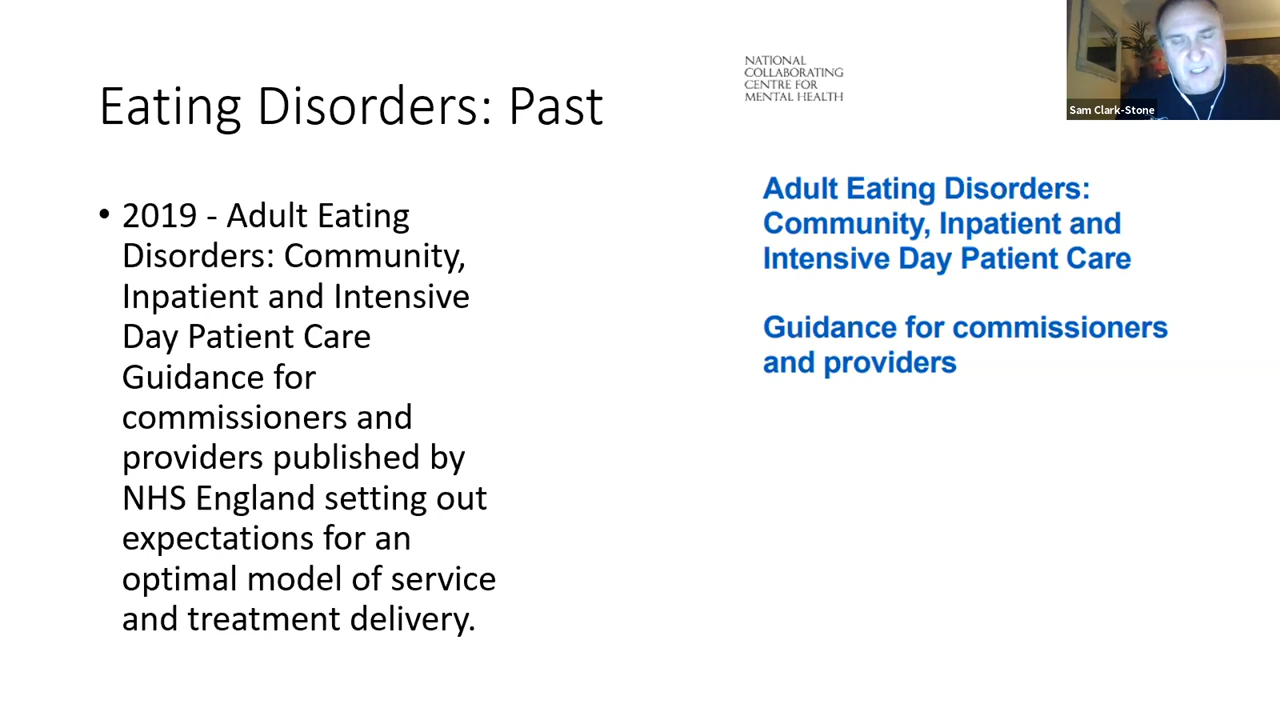 Eating Disorders: Past
• 2019 - Adult Eating
Disorders: Community,
Inpatient and Intensive
Day Patient Care
Guidance for
commissioners and
providers published by
NHS England setting out
expectations for an
optimal model of service
and treatment delivery.
NATIONAL
COLLABORATING
CENTRE FOR
MENTAL HEALTH
Adult Eating Disorders:
Community, Inpatient and
Intensive Day Patient Care
Guidance for commissioners
and providers
Sam Clark-Stone